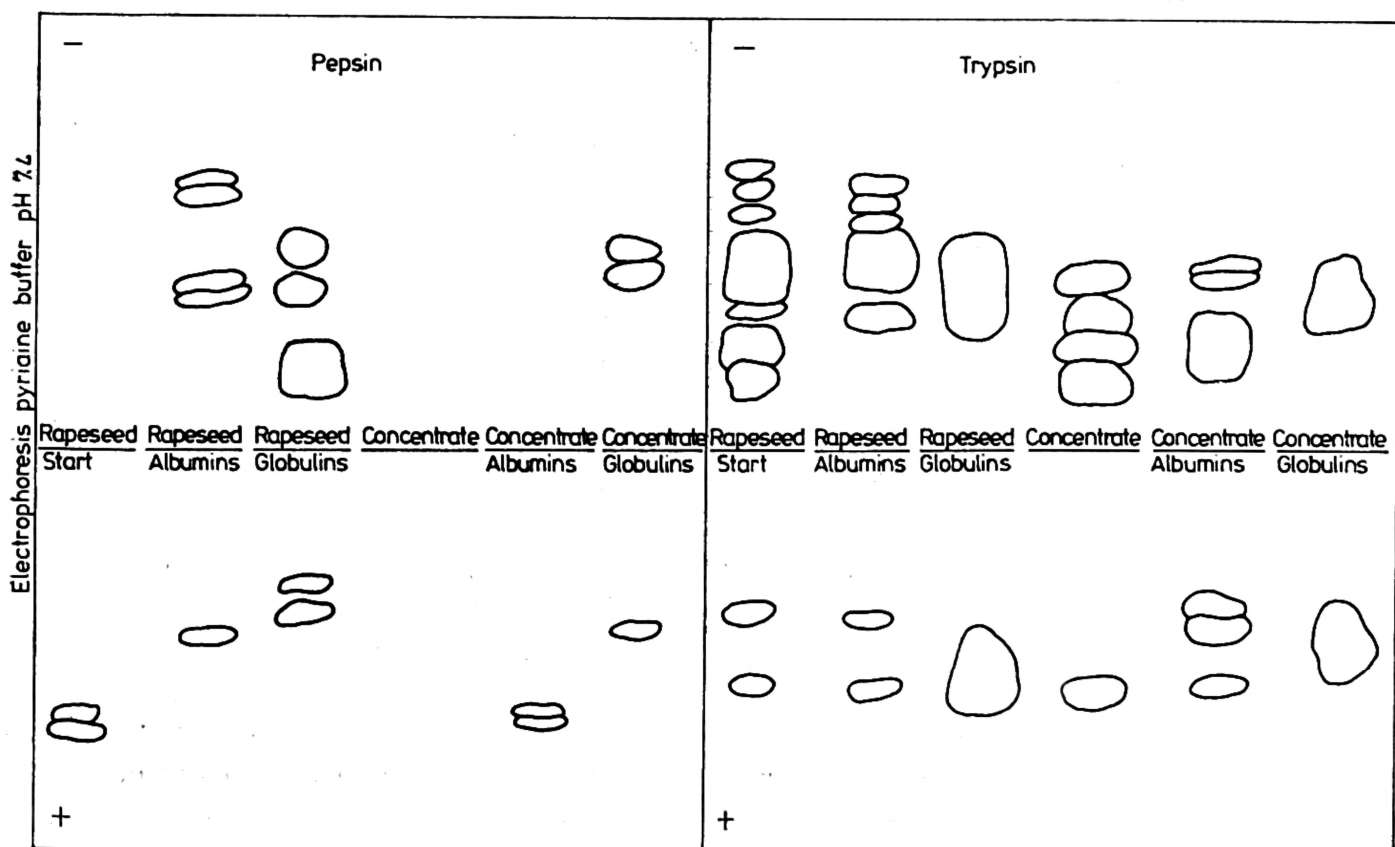 −
Pepsin
−
Trypsin
Electrophoresis pyriaine buffer pH 7.4
Rapeseed
Start
Rapeseed
Albumins
Rapeseed
Globulins
Concentrate
Concentrate
Albumins
Concentrate
Globulins
Rapeseed
Start
Rapeseed
Albumins
Rapeseed
Globulins
Concentrate
Concentrate
Albumins
Concentrate
Globulins
+
+